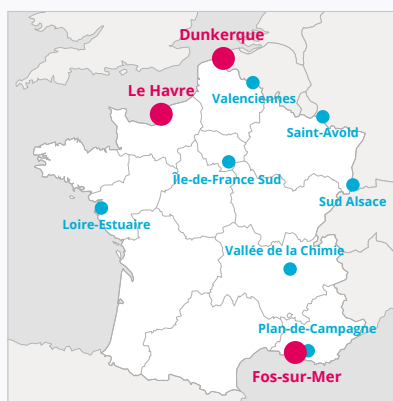 Dunkerque
Le Havre
Valenciennes
Saint-Avold
Île-de-France Sud
Sud Alsace
Loire-Estuaire
Vallée de la Chimie
Plan-de-Campagne
Fos-sur-Mer